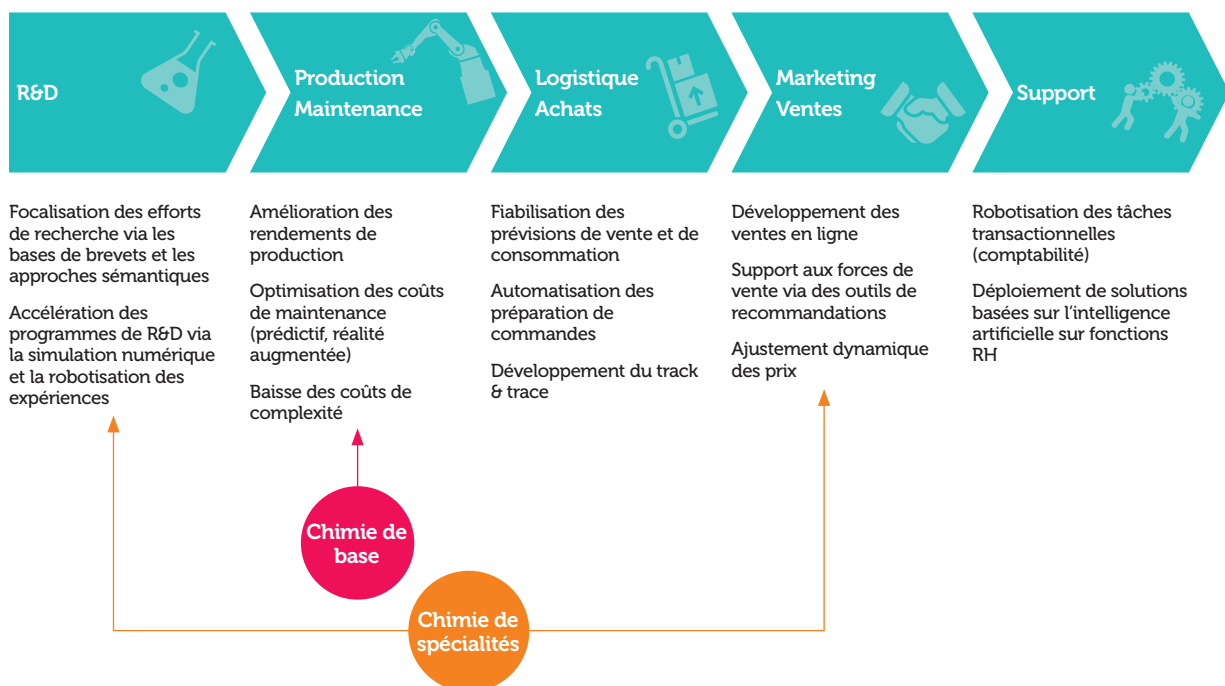 R&D
Production
Maintenance
Logistique
Achats
Marketing
Ventes
Support
Focalisation des efforts
de recherche via les
bases de brevets et les
approches sémantiques
Accélération des
programmes de R&D via
la simulation numérique
et la robotisation des
expériences
Amélioration des
rendements de
production
Optimisation des coûts
de maintenance
(prédictif, réalité
augmentée)
Baisse des coûts de
complexité
Fiabilisation des
prévisions de vente et de
consommation
Automatisation des
préparation de
commandes
Développement du track
& trace
Développement des
ventes en ligne
Support aux forces de
vente via des outils de
recommandations
Ajustement dynamique
des prix
Robotisation des tâches
transactionnelles
(comptabilité)
Déploiement de solutions
basées sur l’intelligence
artificielle sur fonctions
RH
Chimie de
base
Chimie de
spécialités